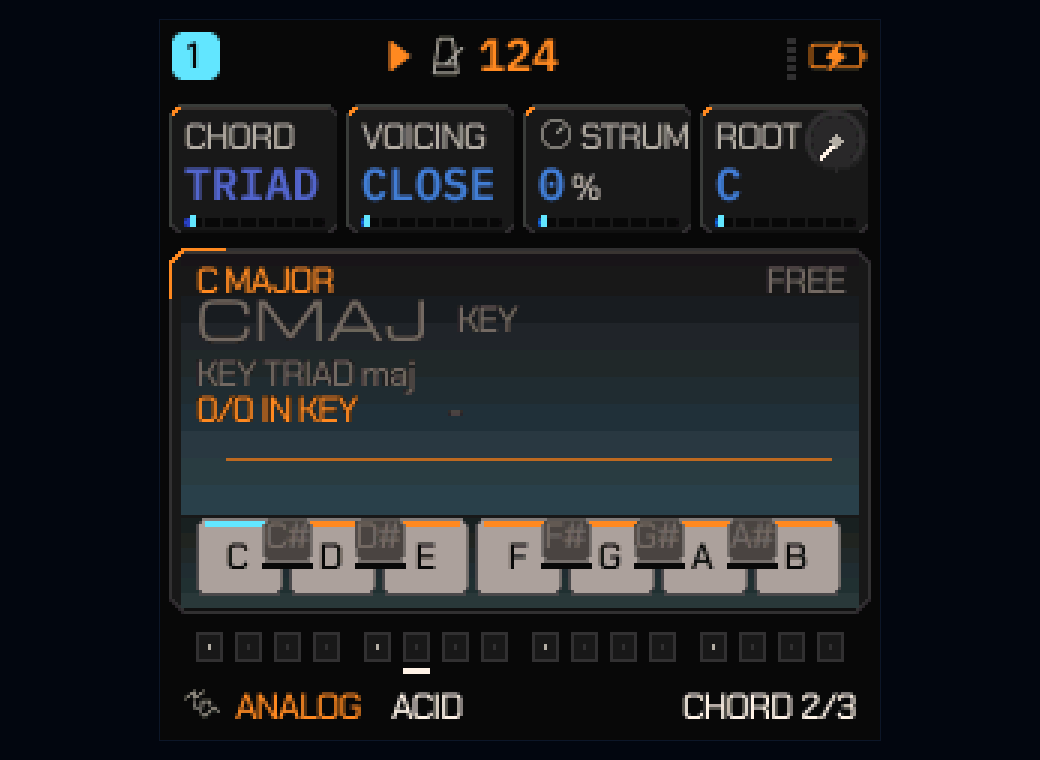 1 124
CHORD VOICING STRUM ROOT
TRIAD CLOSE 0% C
C MAJOR FREE
CMAJ KEY
KEY TRIAD maj
0/0 IN KEY -
C# D# F# G# A#
C D E F G A B
ANALOG ACID CHORD 2/3